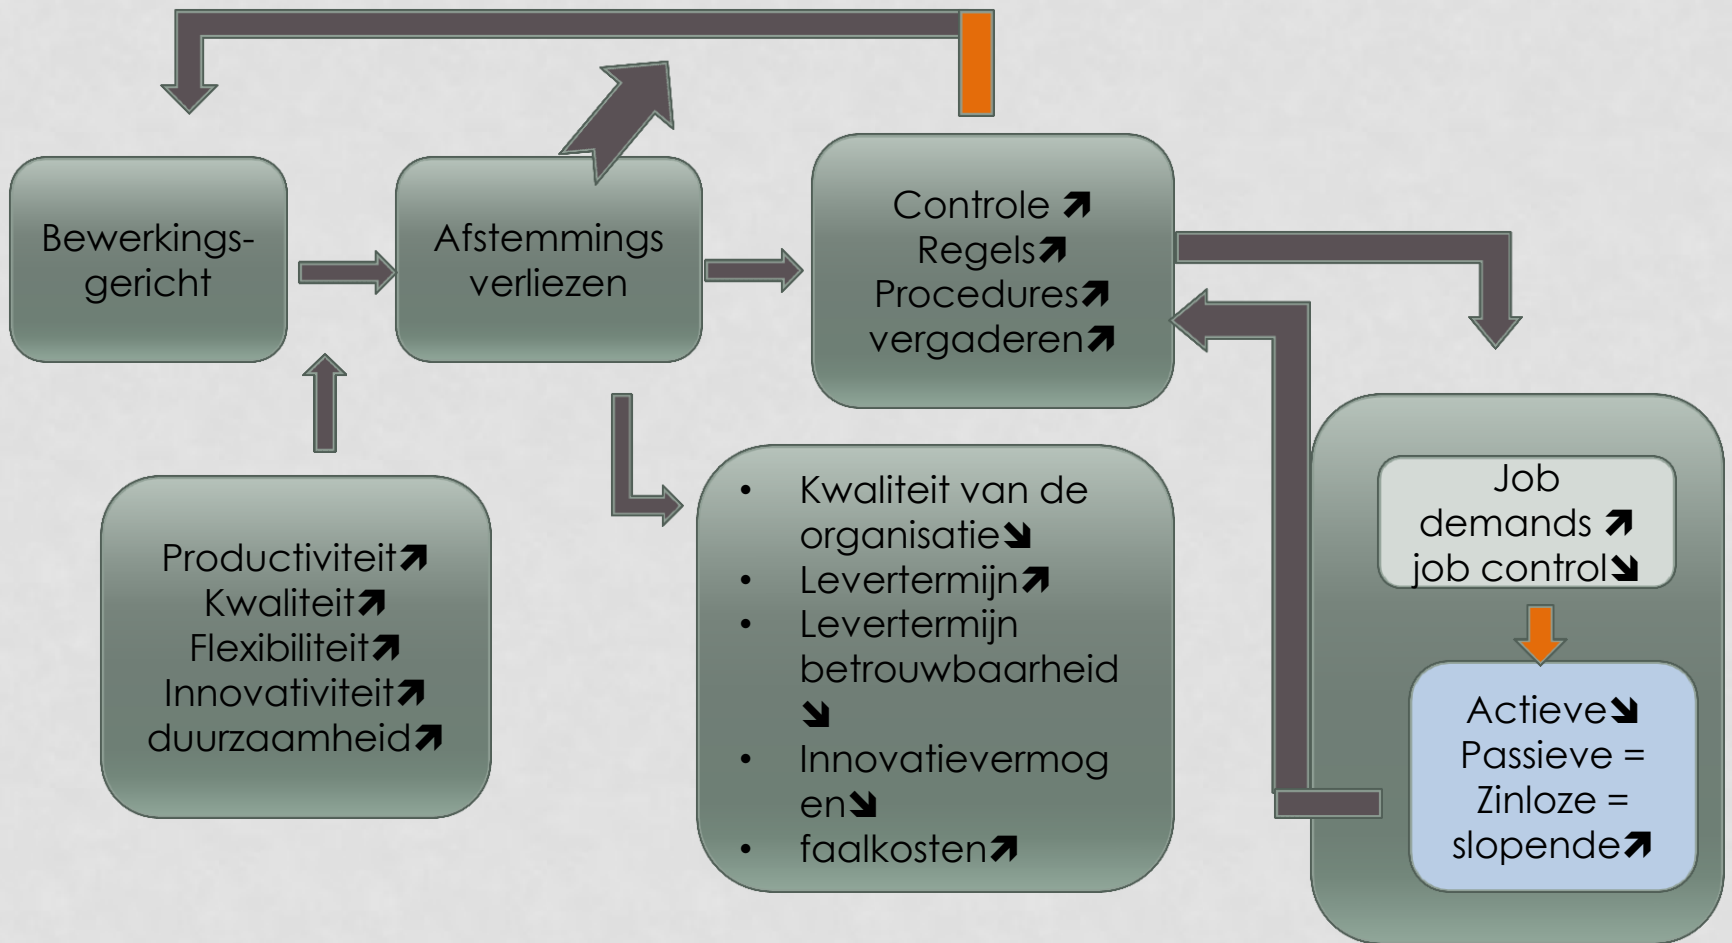 Bewerkings-
gericht
Afstemmings
verliezen
Controle ↗
Regels↗
Procedures↗
vergaderen↗
Productiviteit↗
Kwaliteit↗
Flexibiliteit↗
Innovativiteit↗
duurzaamheid↗
• Kwaliteit van de
organisatie↘
• Levertermijn↗
• Levertermijn
betrouwbaarheid
↘
• Innovatievermog
en↘
• faalkosten↗
Job
demands ↗
job control↘
Actieve↘
Passieve =
Zinloze =
slopende↗